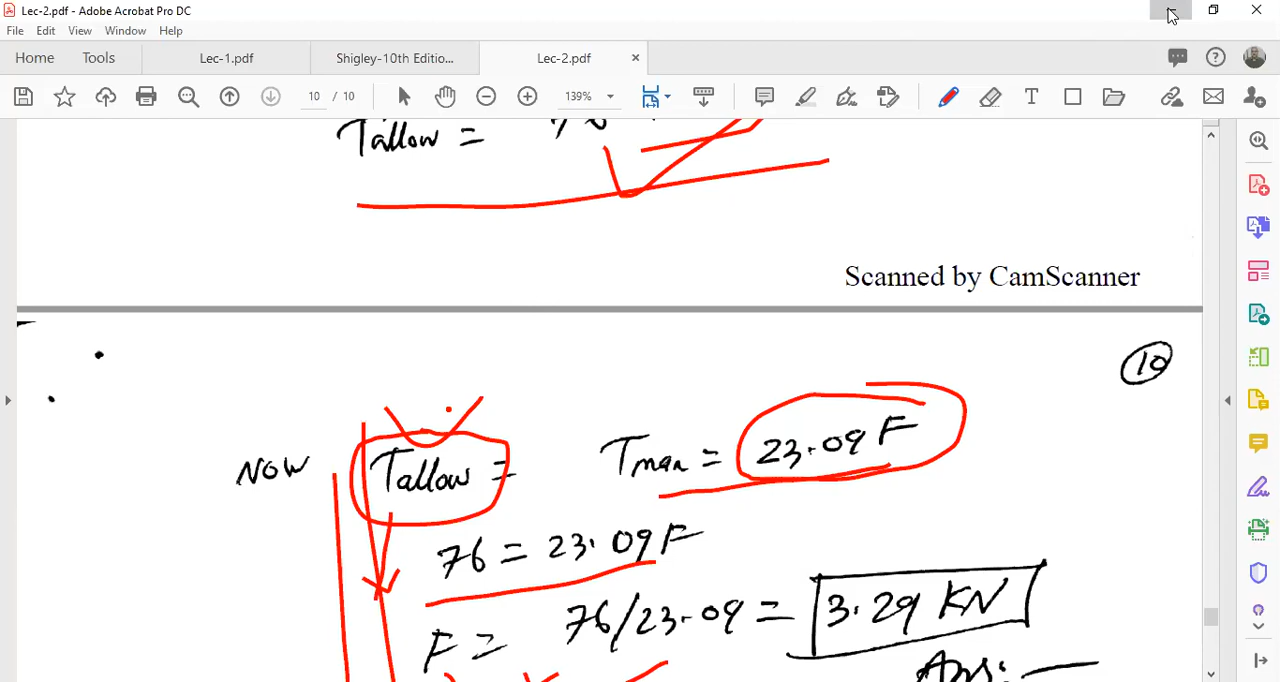 Lec-2.pdf - Adobe Acrobat Pro DC
File Edit View Window Help
Home Tools Lec-1.pdf Shigley-10th Editio... Lec-2.pdf ×
10 / 10 139%
Tallow =
Scanned by CamScanner
10
NOW Tallow = Tmax = 23.09 F
76 = 23.09F
F = 76/23.09 = 3.29 KN
Ans: